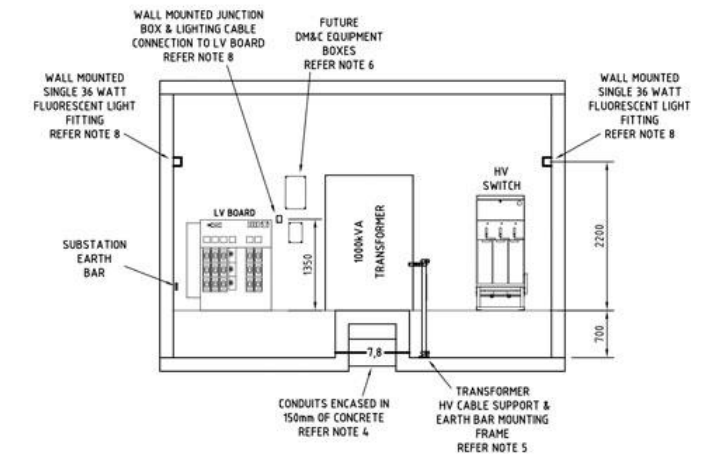 WALL MOUNTED JUNCTION
BOX & LIGHTING CABLE
CONNECTION TO LV BOARD
REFER NOTE 8
FUTURE
DM&C EQUIPMENT
BOXES
REFER NOTE 6
WALL MOUNTED
SINGLE 36 WATT
FLUORESCENT LIGHT
FITTING
REFER NOTE 8
WALL MOUNTED
SINGLE 36 WATT
FLUORESCENT LIGHT
FITTING
REFER NOTE 8
HV
SWITCH
LV BOARD
1000kVA
TRANSFORMER
SUBSTATION
EARTH
BAR
1350
2200
700
7,8
CONDUITS ENCASED IN
150mm OF CONCRETE
REFER NOTE 4
TRANSFORMER
HV CABLE SUPPORT &
EARTH BAR MOUNTING
FRAME
REFER NOTE 5